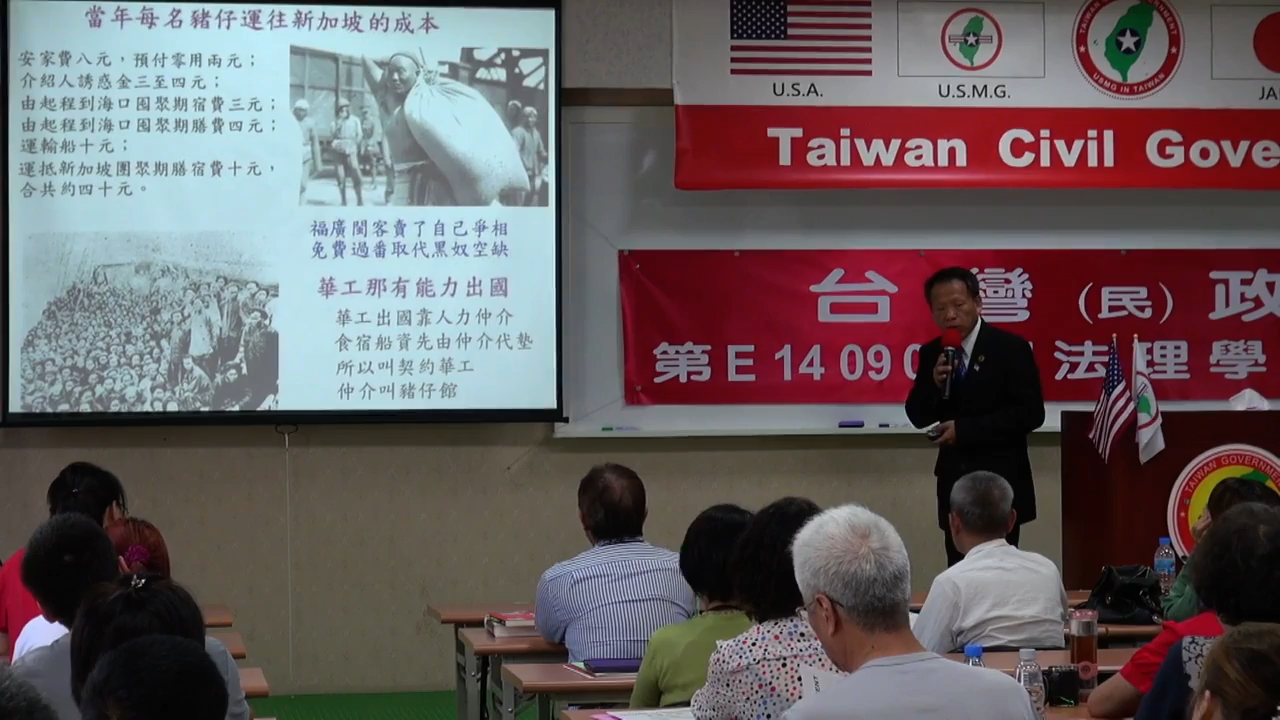 當年每名豬仔運往新加坡的成本
安家費八元，預付零用兩元；
介紹人誘惑金三至四元；
由起程到海口囤聚期宿費三元；
由起程到海口囤聚期膳費四元；
運輸船十元；
運抵新加坡團聚期膳宿費十元，
合共約四十元。
福廣閩客賣了自己爭相
免費過番取代黑奴空缺
華工那有能力出國
華工出國靠人力仲介
食宿船資先由仲介代墊
所以叫契約華工
仲介叫豬仔館
U.S.A.
U.S.M.G.
TAIWAN GOVERNMENT
USMG IN TAIWAN
JA
Taiwan Civil Gove
台灣(民)政
第E 14 09 0 法理學
TAIWAN GOVERNMENT